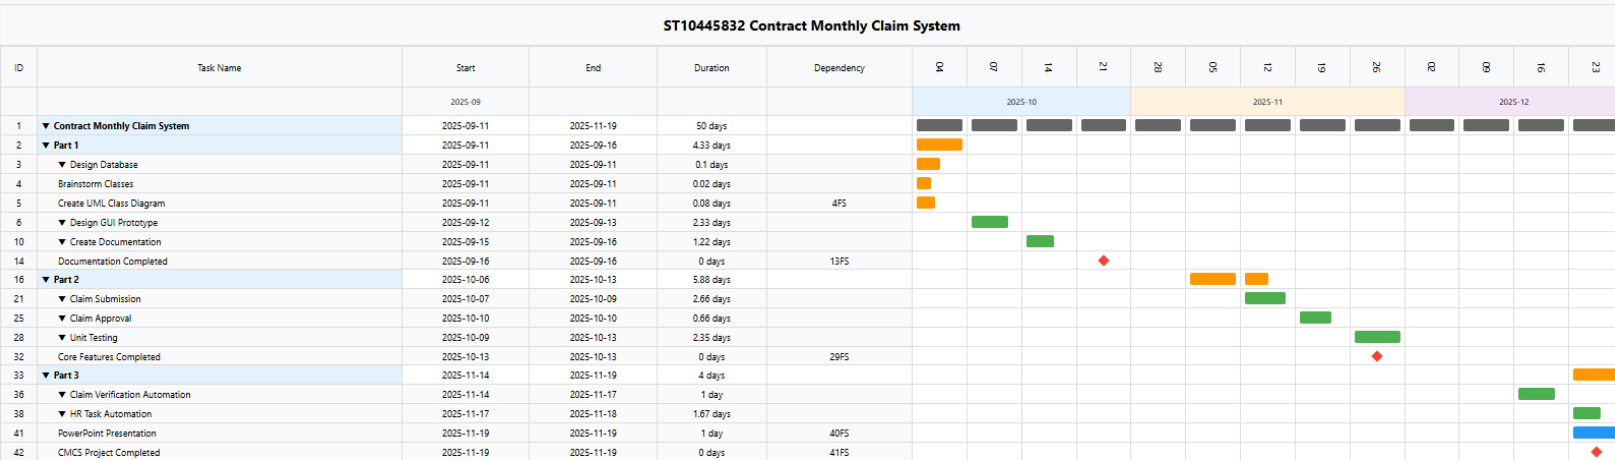 ST10445832 Contract Monthly Claim System
ID Task Name Start End Duration Dependency 04 07 14 21 28 05 12 19 26 02 09 16 23
2025-09 2025-10 2025-11 2025-12
1 ▼ Contract Monthly Claim System 2025-09-11 2025-11-19 50 days
2 ▼ Part 1 2025-09-11 2025-09-16 4.33 days
3 ▼ Design Database 2025-09-11 2025-09-11 0.1 days
4 Brainstorm Classes 2025-09-11 2025-09-11 0.02 days
5 Create UML Class Diagram 2025-09-11 2025-09-11 0.08 days 4FS
6 ▼ Design GUI Prototype 2025-09-12 2025-09-13 2.33 days
10 ▼ Create Documentation 2025-09-15 2025-09-16 1.22 days
14 Documentation Completed 2025-09-16 2025-09-16 0 days 13FS
16 ▼ Part 2 2025-10-06 2025-10-13 5.88 days
21 ▼ Claim Submission 2025-10-07 2025-10-09 2.66 days
25 ▼ Claim Approval 2025-10-10 2025-10-10 0.66 days
28 ▼ Unit Testing 2025-10-09 2025-10-13 2.35 days
32 Core Features Completed 2025-10-13 2025-10-13 0 days 29FS
33 ▼ Part 3 2025-11-14 2025-11-19 4 days
36 ▼ Claim Verification Automation 2025-11-14 2025-11-17 1 day
38 ▼ HR Task Automation 2025-11-17 2025-11-18 1.67 days
41 PowerPoint Presentation 2025-11-19 2025-11-19 1 day 40FS
42 CMCS Project Completed 2025-11-19 2025-11-19 0 days 41FS